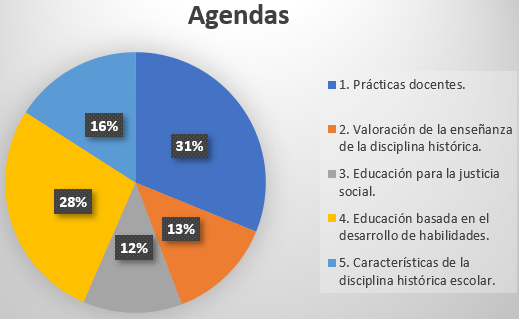 Agendas
31%
13%
12%
28%
16%
1. Prácticas docentes.
2. Valoración de la enseñanza
de la disciplina histórica.
3. Educación para la justicia
social.
4. Educación basada en el
desarrollo de habilidades.
5. Características de la
disciplina histórica escolar.